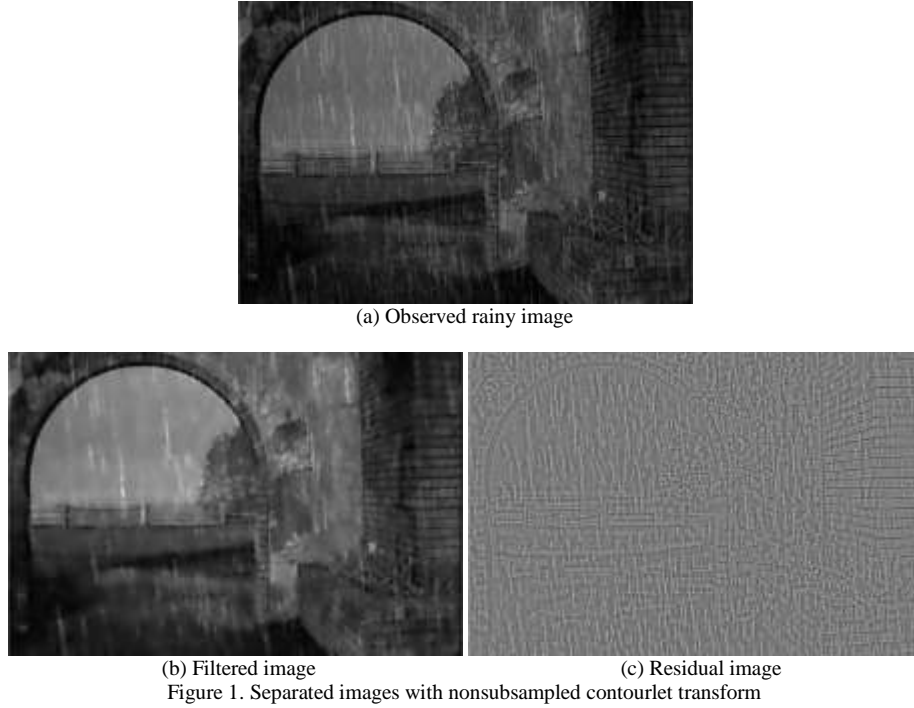 (a) Observed rainy image
(b) Filtered image
(c) Residual image
Figure 1. Separated images with nonsubsampled contourlet transform